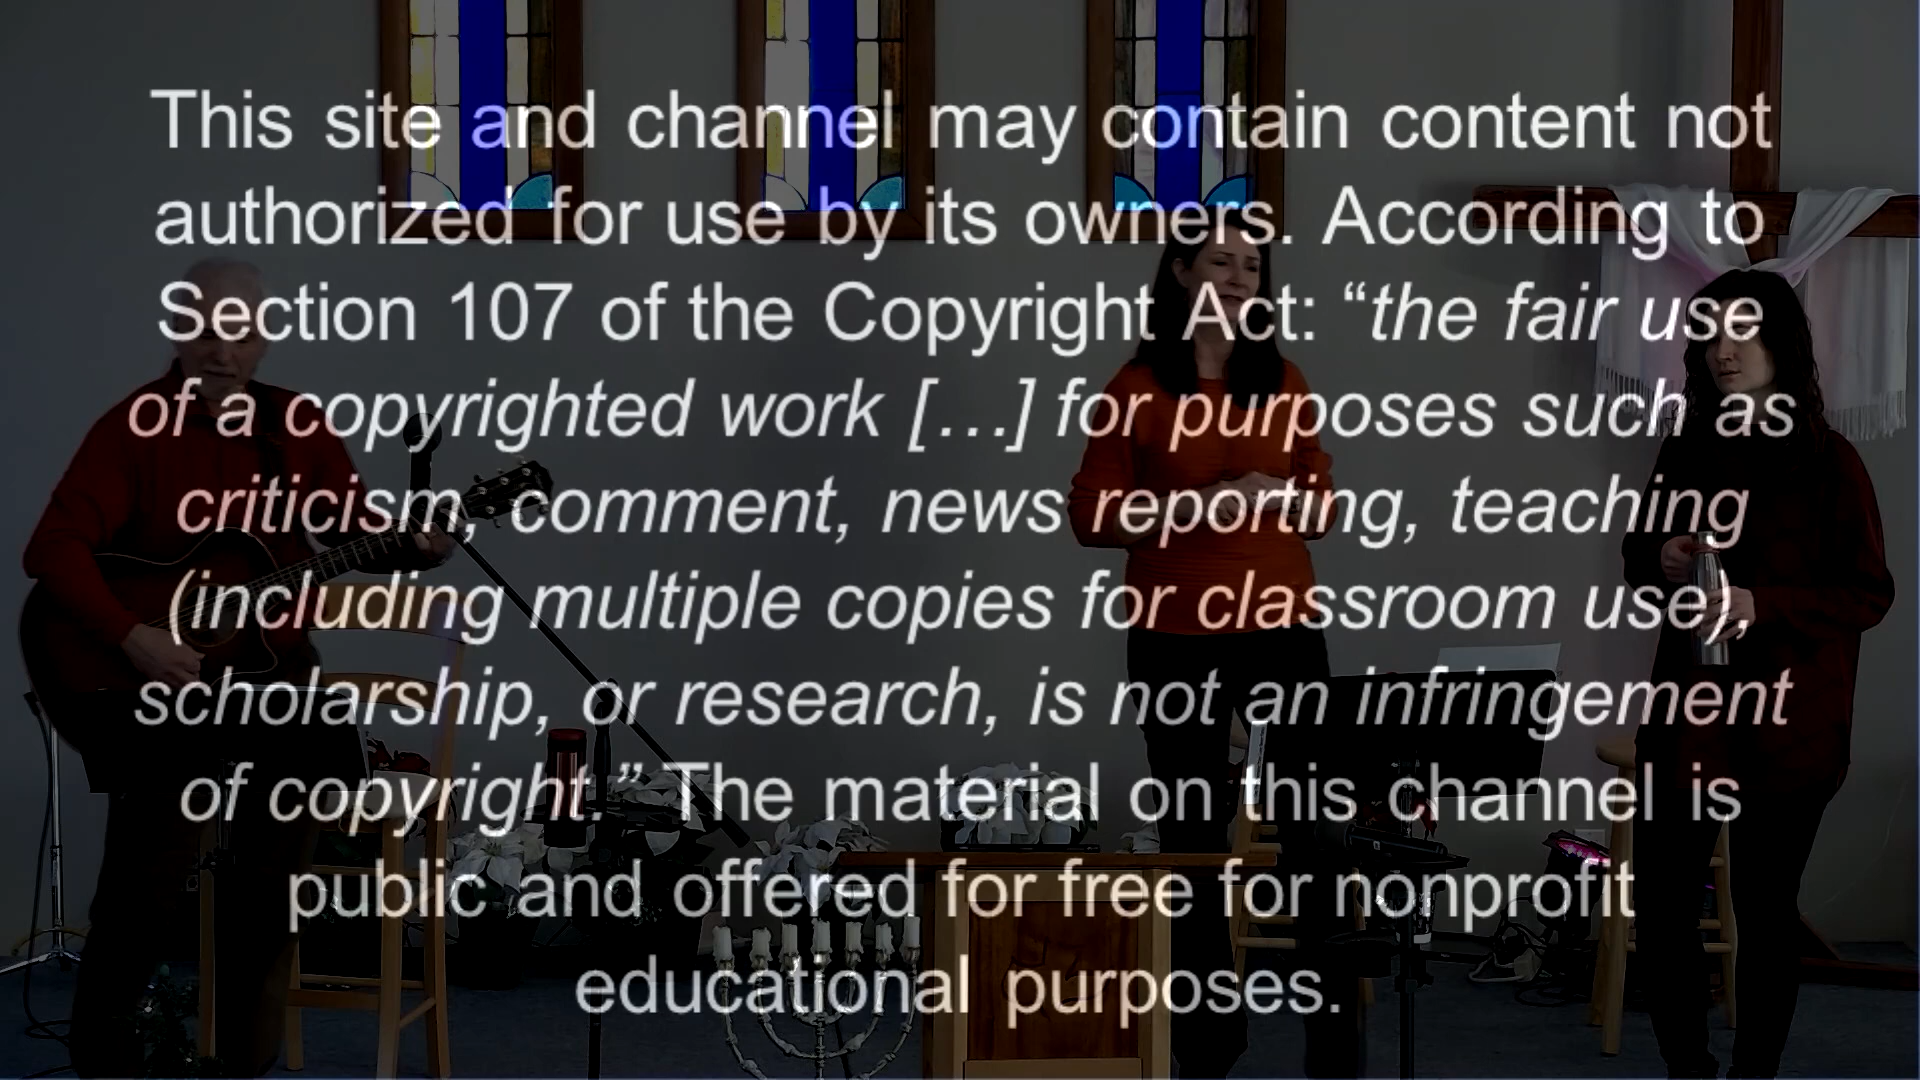 This site and channel may contain content not
authorized for use by its owners. According to
Section 107 of the Copyright Act: “the fair use
of a copyrighted work […] for purposes such as
criticism, comment, news reporting, teaching
(including multiple copies for classroom use),
scholarship, or research, is not an infringement
of copyright.” The material on this channel is
public and offered for free for nonprofit
educational purposes.